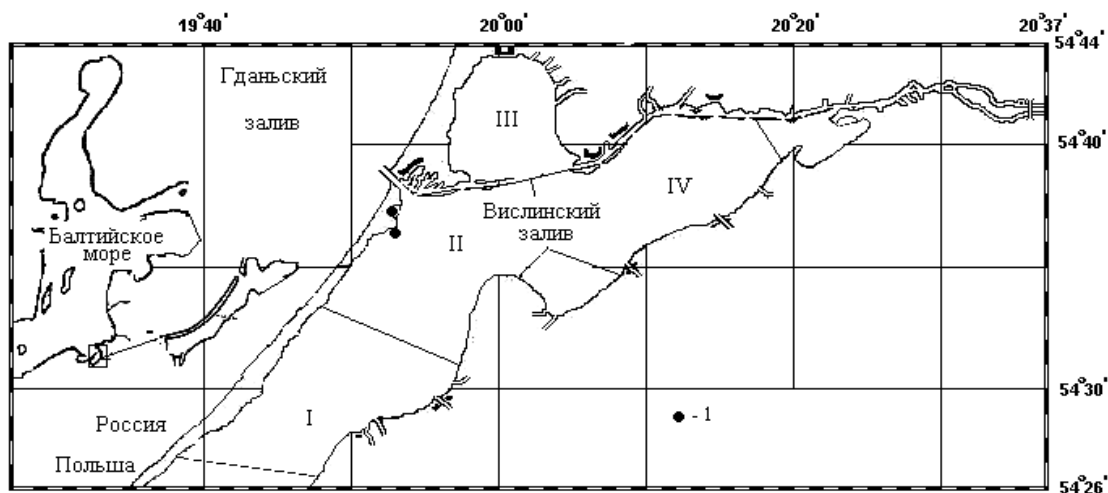 19°40' 20°00' 20°20' 20°37'
54°44'
Гданьский
залив
III
54°40'
IV
Вислинский
залив
II
Балтийское
море
54°30'
I
- 1
Россия
Польша
54°26'